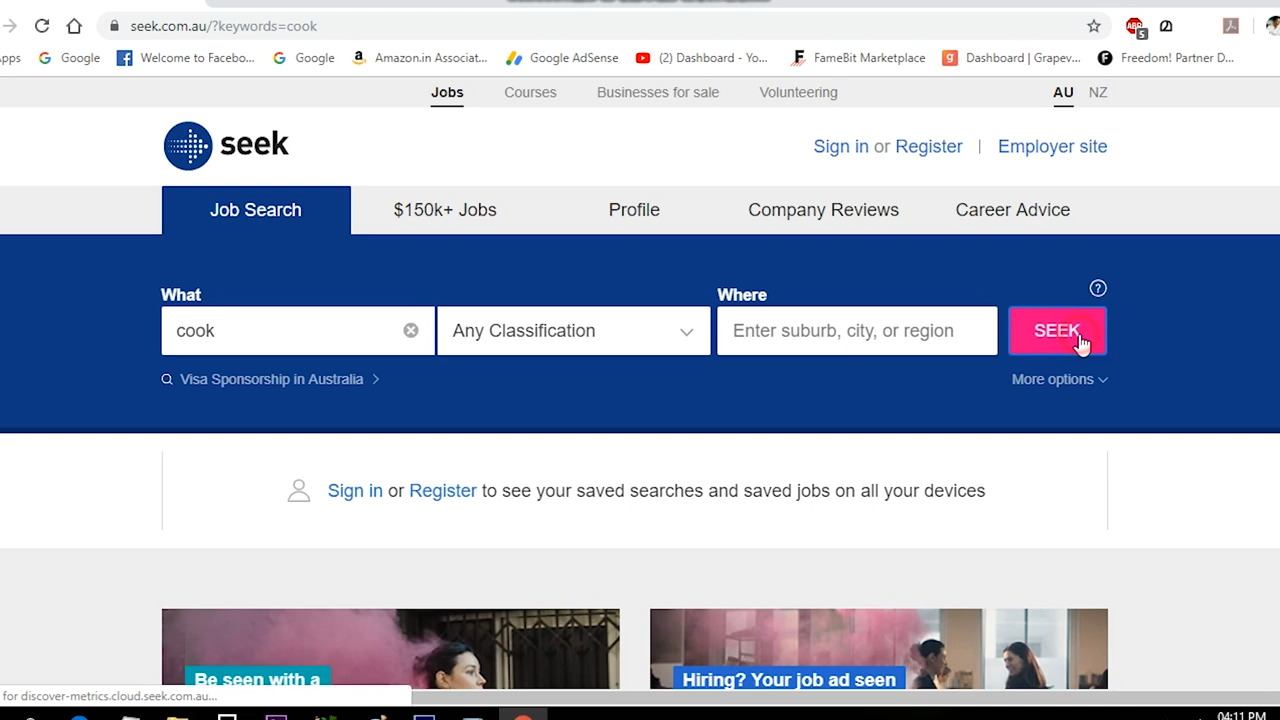 seek.com.au/?keywords=cook
5
Apps Google Welcome to Facebo... Google Amazon.in Associat... Google AdSense (2) Dashboard - Yo... FameBit Marketplace Dashboard | Grapev... Freedom! Partner D...
Jobs Courses Businesses for sale Volunteering AU NZ
seek
Sign in or Register | Employer site
Job Search $150k+ Jobs Profile Company Reviews Career Advice
What Where ?
cook Any Classification Enter suburb, city, or region SEEK
Visa Sponsorship in Australia More options
Sign in or Register to see your saved searches and saved jobs on all your devices
Be seen with a Hiring? Your job ad seen
for discover-metrics.cloud.seek.com.au...
04:11 PM